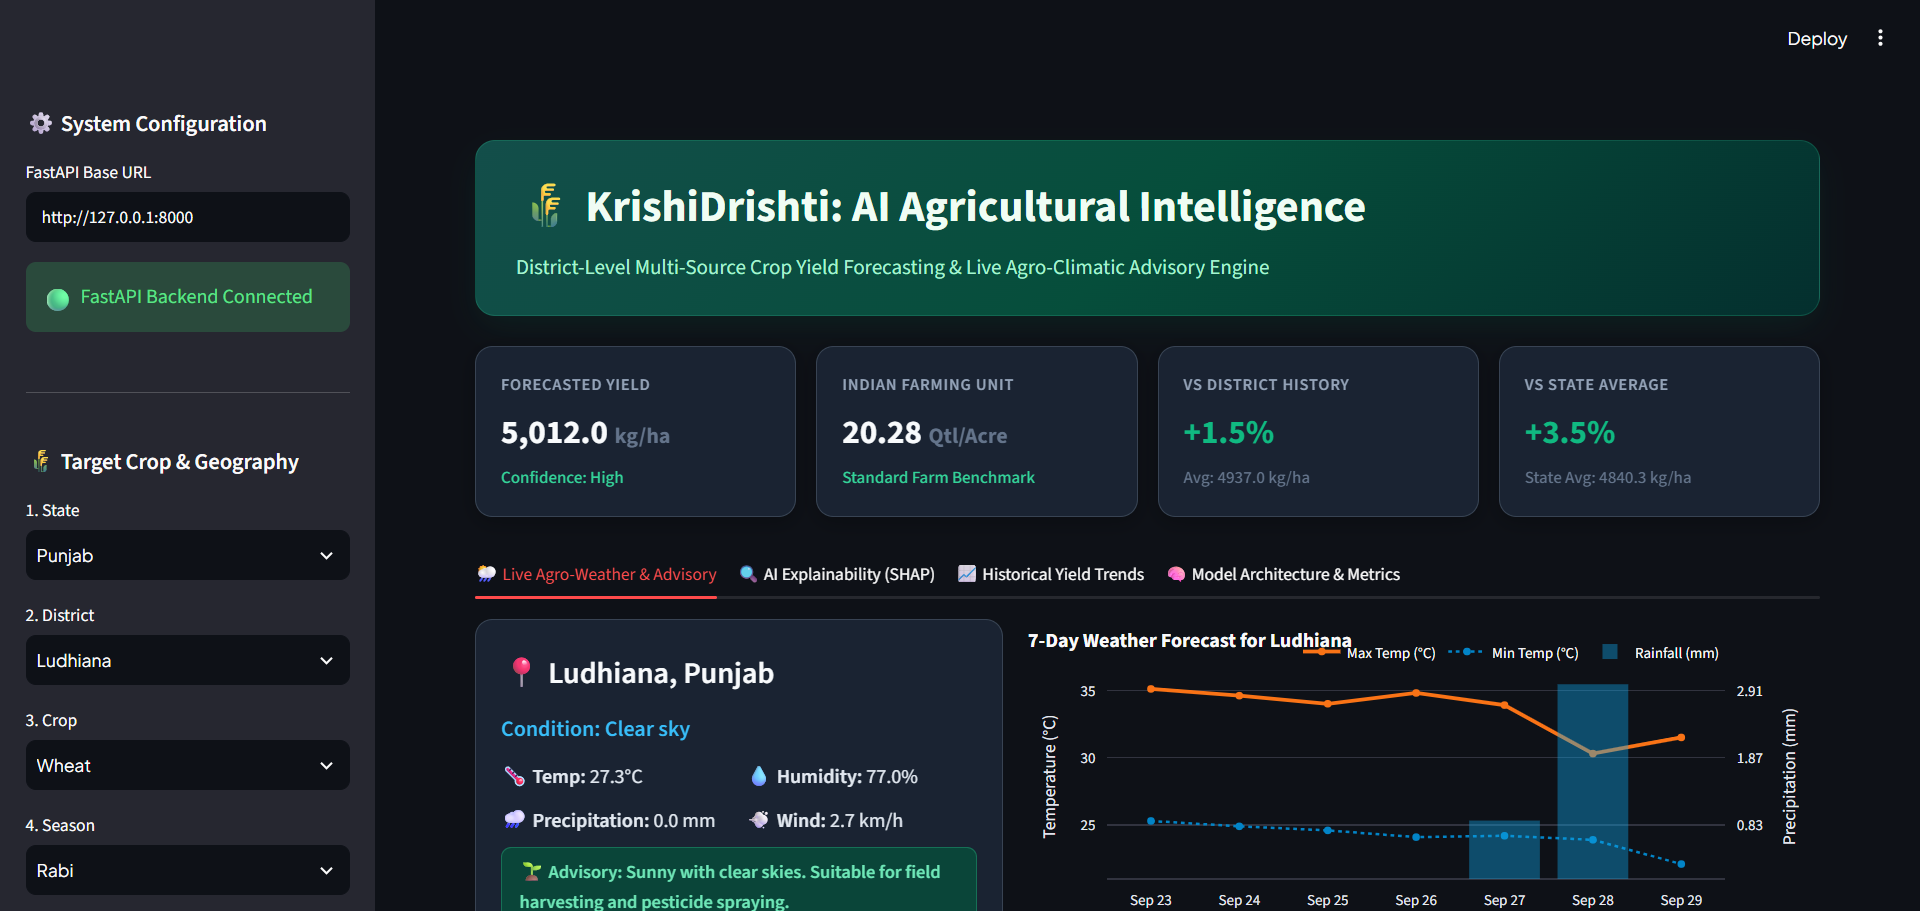 Deploy
System Configuration
FastAPI Base URL
http://127.0.0.1:8000
FastAPI Backend Connected
Target Crop & Geography
1. State
Punjab
2. District
Ludhiana
3. Crop
Wheat
4. Season
Rabi
KrishiDrishti: AI Agricultural Intelligence
District-Level Multi-Source Crop Yield Forecasting & Live Agro-Climatic Advisory Engine
FORECASTED YIELD
5,012.0 kg/ha
Confidence: High
INDIAN FARMING UNIT
20.28 Qtl/Acre
Standard Farm Benchmark
VS DISTRICT HISTORY
+1.5%
Avg: 4937.0 kg/ha
VS STATE AVERAGE
+3.5%
State Avg: 4840.3 kg/ha
Live Agro-Weather & Advisory
AI Explainability (SHAP)
Historical Yield Trends
Model Architecture & Metrics
Ludhiana, Punjab
Condition: Clear sky
Temp: 27.3°C
Humidity: 77.0%
Precipitation: 0.0 mm
Wind: 2.7 km/h
Advisory: Sunny with clear skies. Suitable for field
harvesting and pesticide spraying.
7-Day Weather Forecast for Ludhiana
Max Temp (°C)
Min Temp (°C)
Rainfall (mm)
Temperature (°C)
35
30
25
2.91
1.87
0.83
Precipitation (mm)
Sep 23
Sep 24
Sep 25
Sep 26
Sep 27
Sep 28
Sep 29